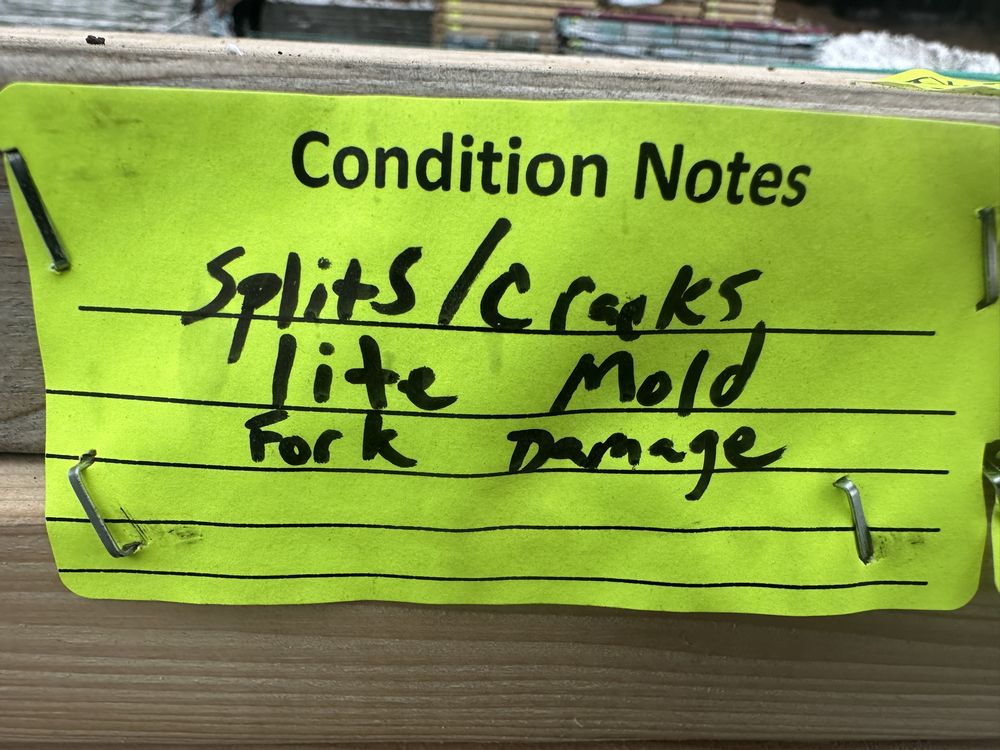 Condition Notes
Splits/Cracks
lite Mold
Fork Damage